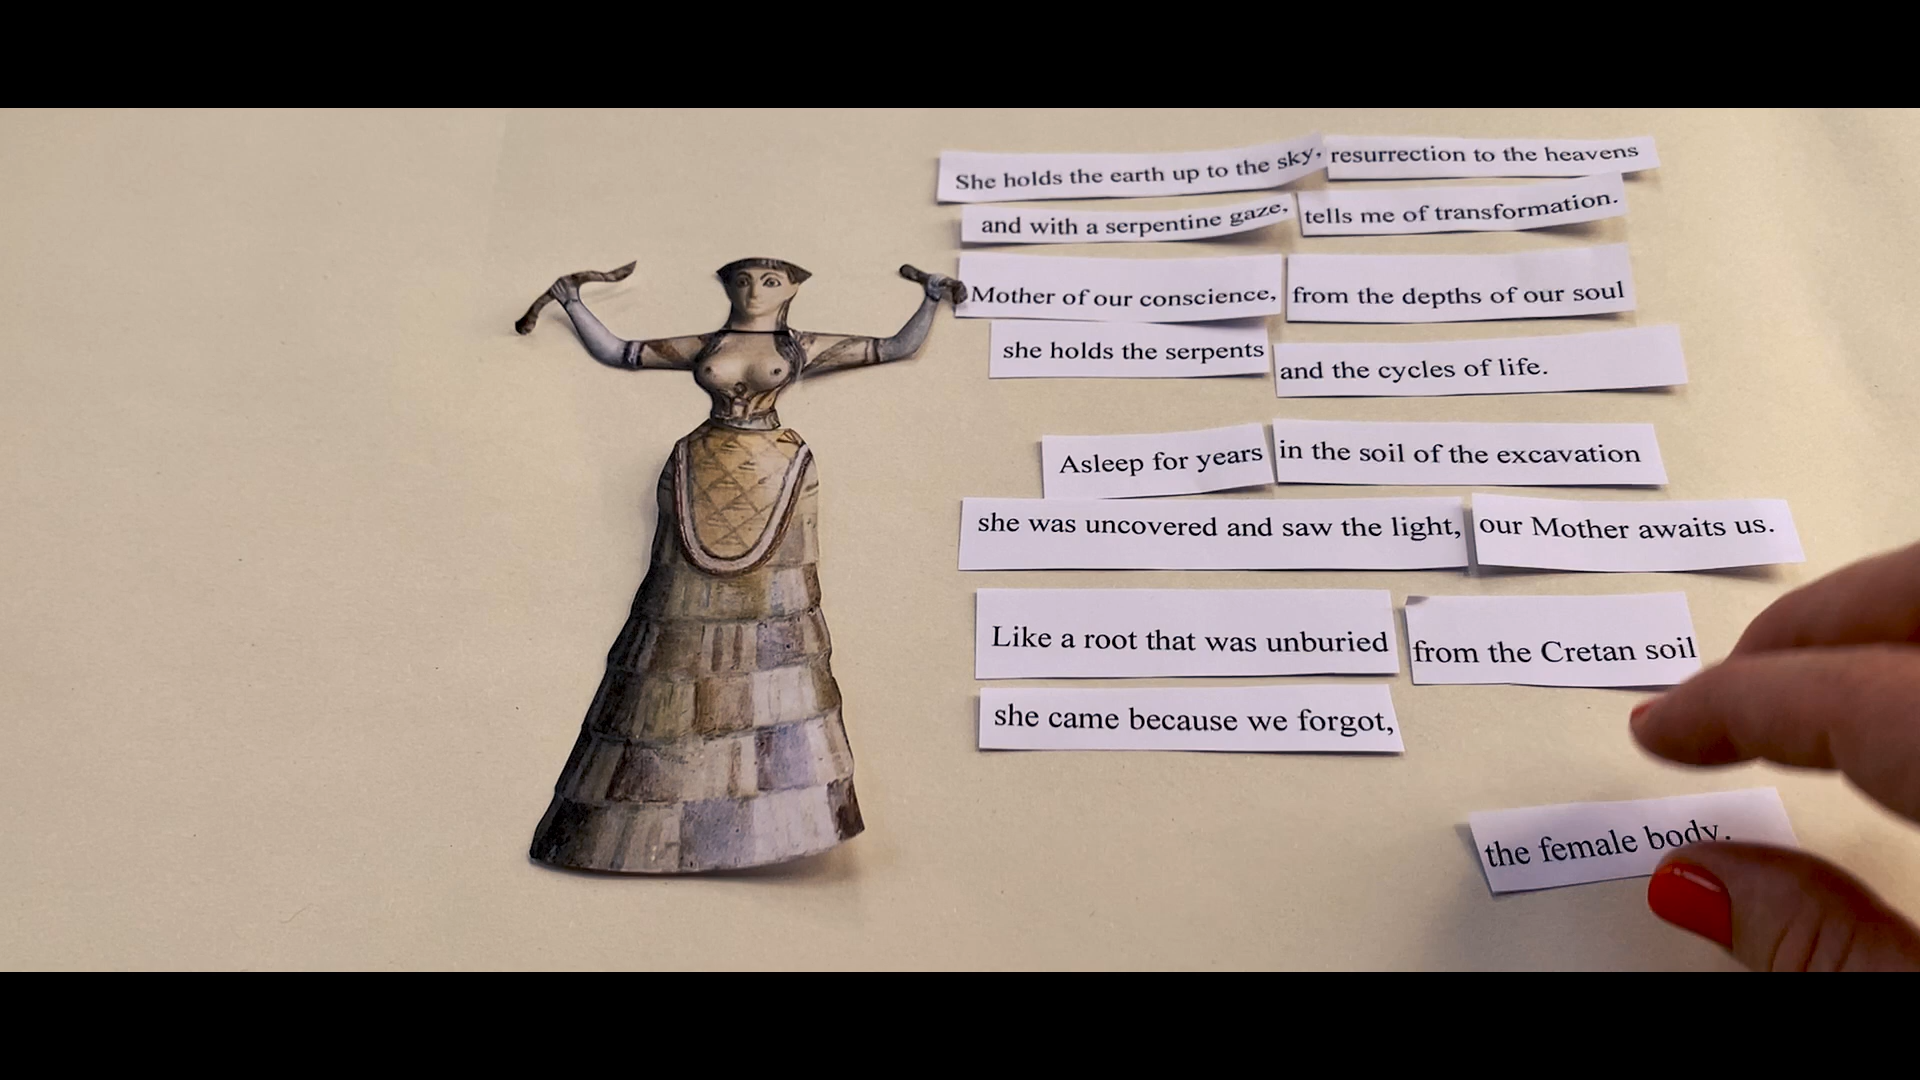 She holds the earth up to the sky, resurrection to the heavens
and with a serpentine gaze, tells me of transformation.
Mother of our conscience, from the depths of our soul
she holds the serpents and the cycles of life.
Asleep for years in the soil of the excavation
she was uncovered and saw the light, our Mother awaits us.
Like a root that was unburied from the Cretan soil
she came because we forgot,
the female body.